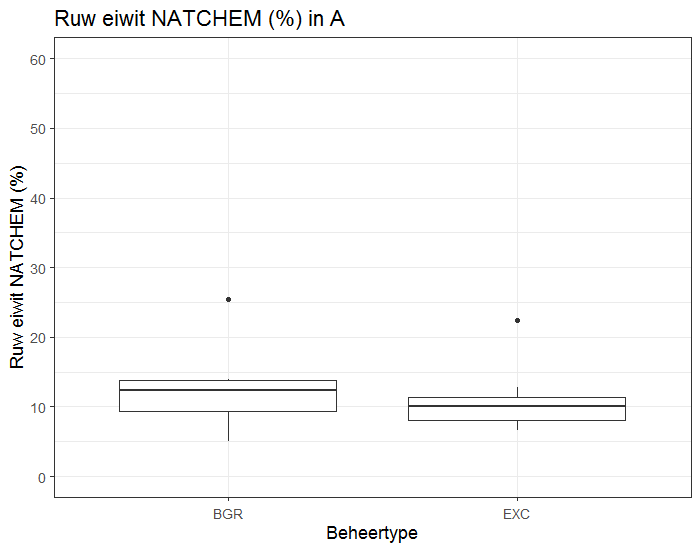 Ruw eiwit NATCHEM (%) in A
Ruw eiwit NATCHEM (%)
60
50
40
30
20
10
0
BGR EXC
Beheertype